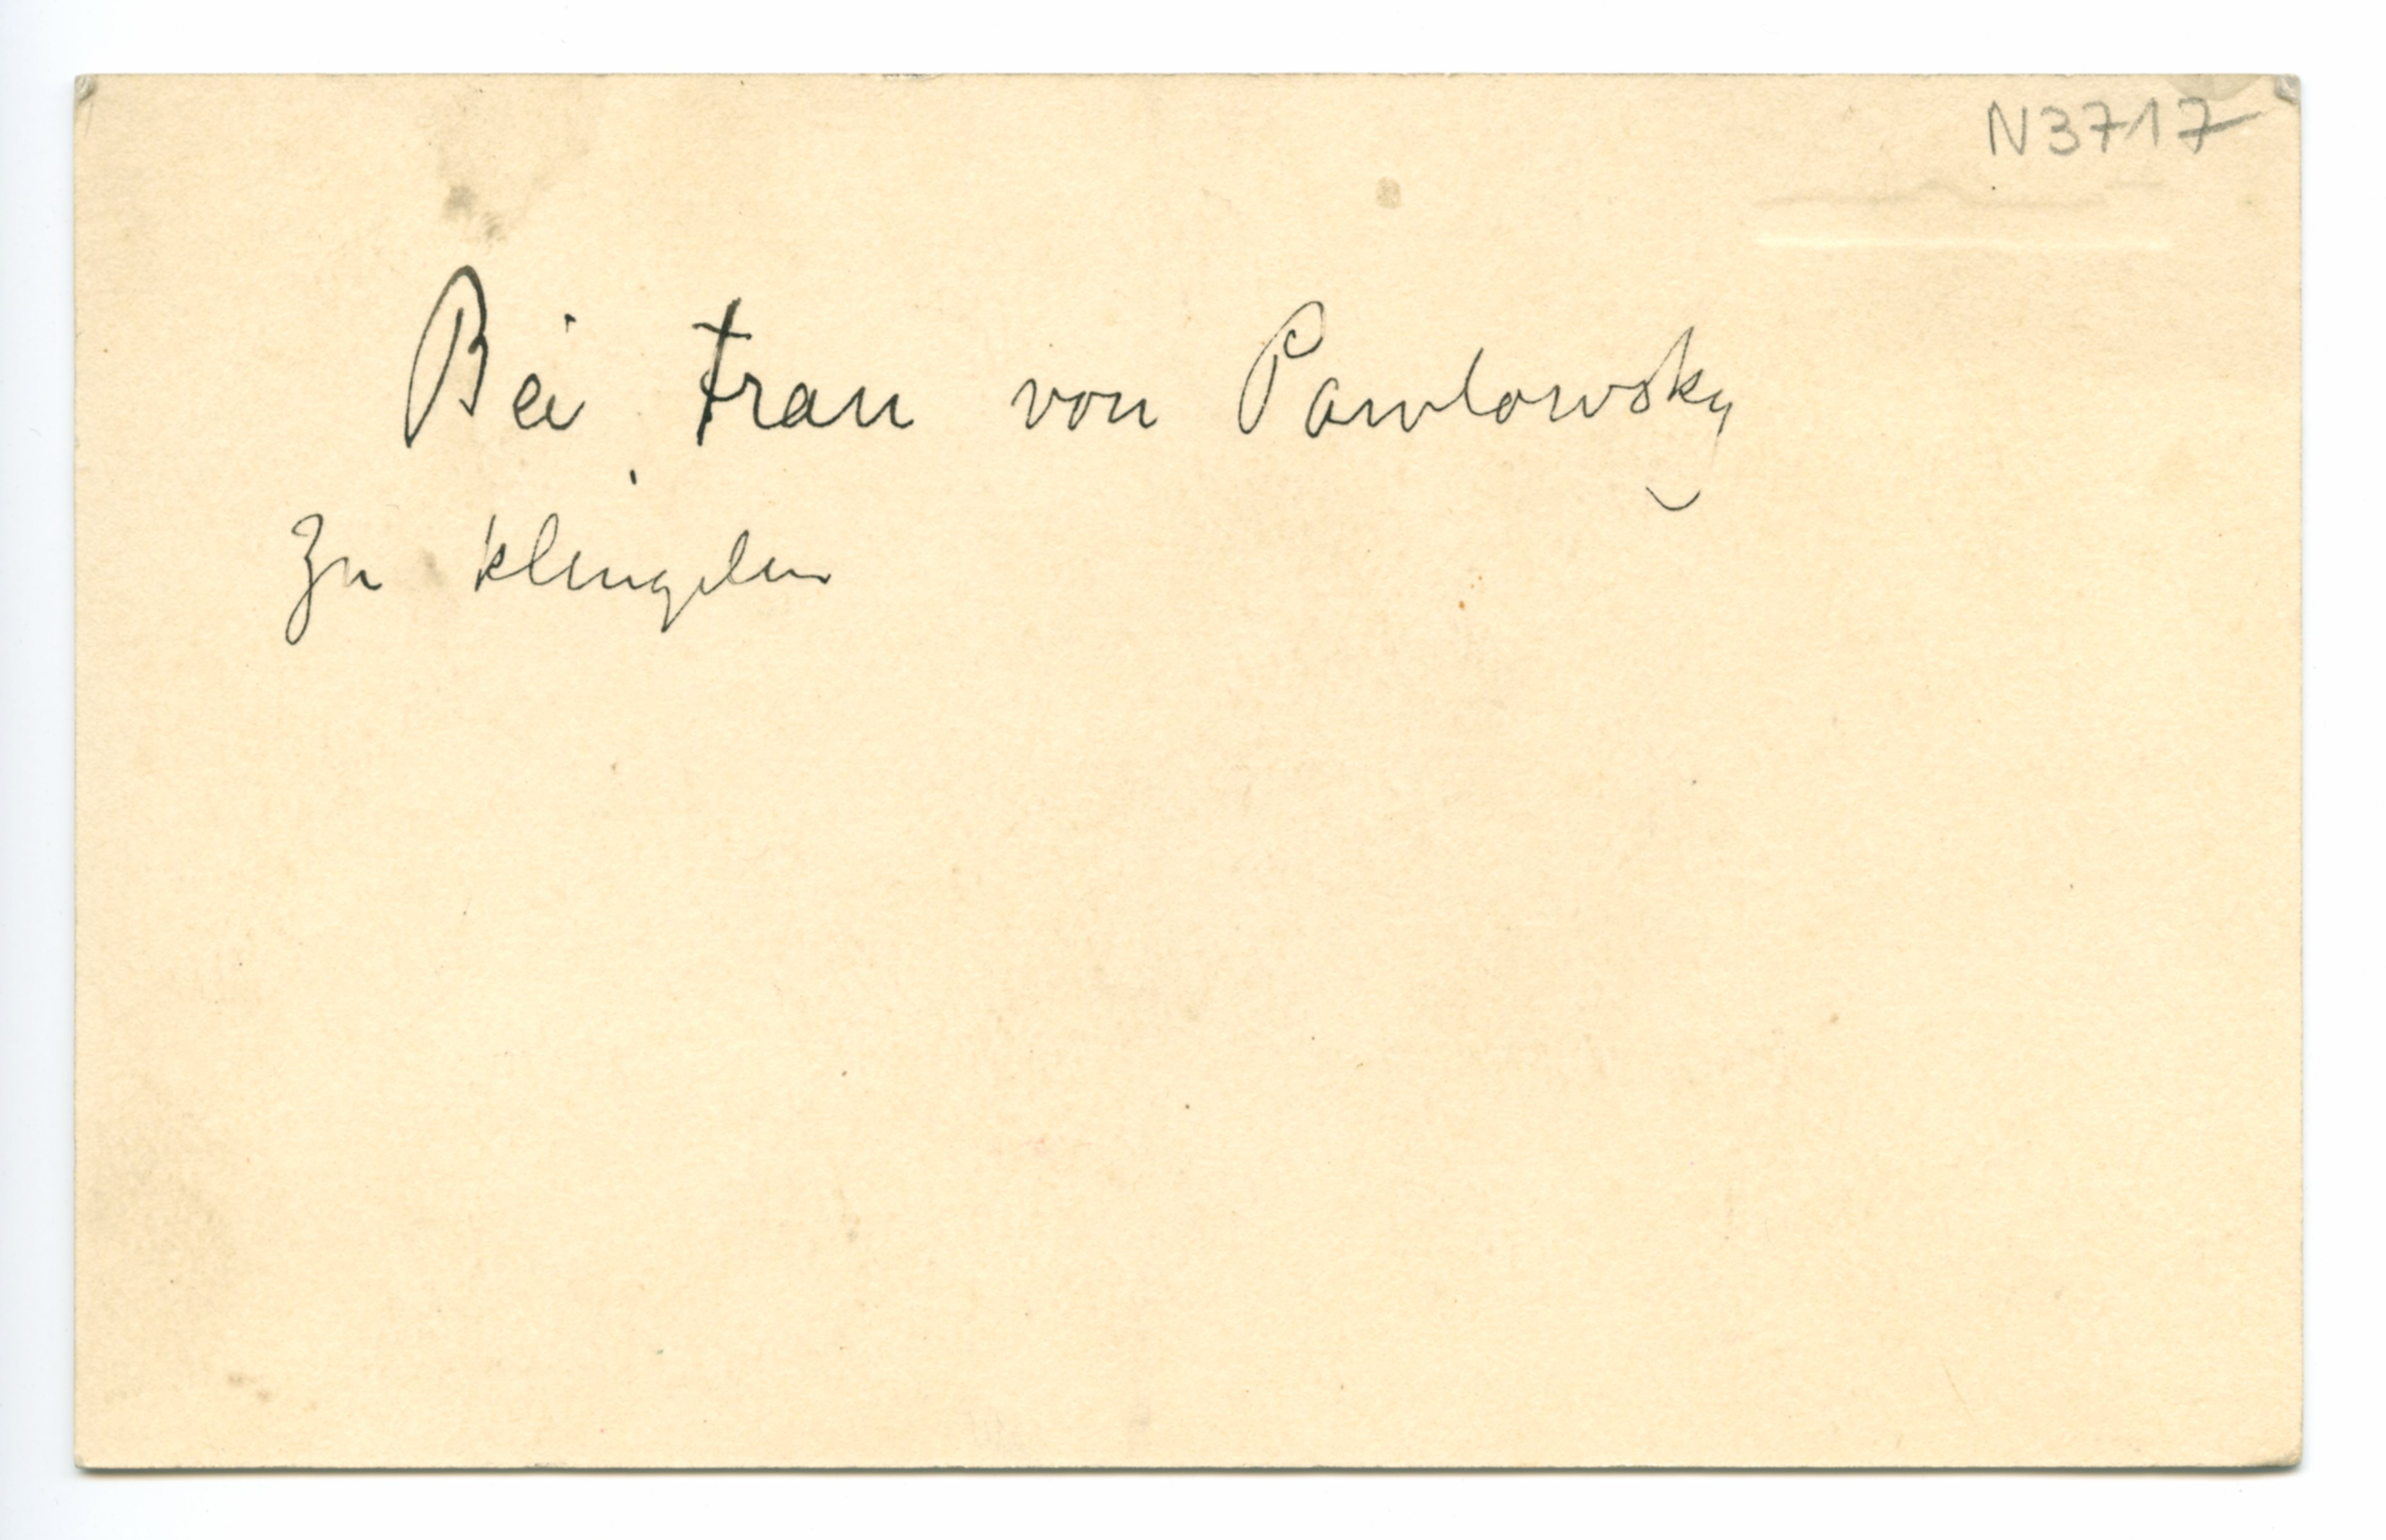 N3717
Bei Frau von Pawlowsky
zu klingeln